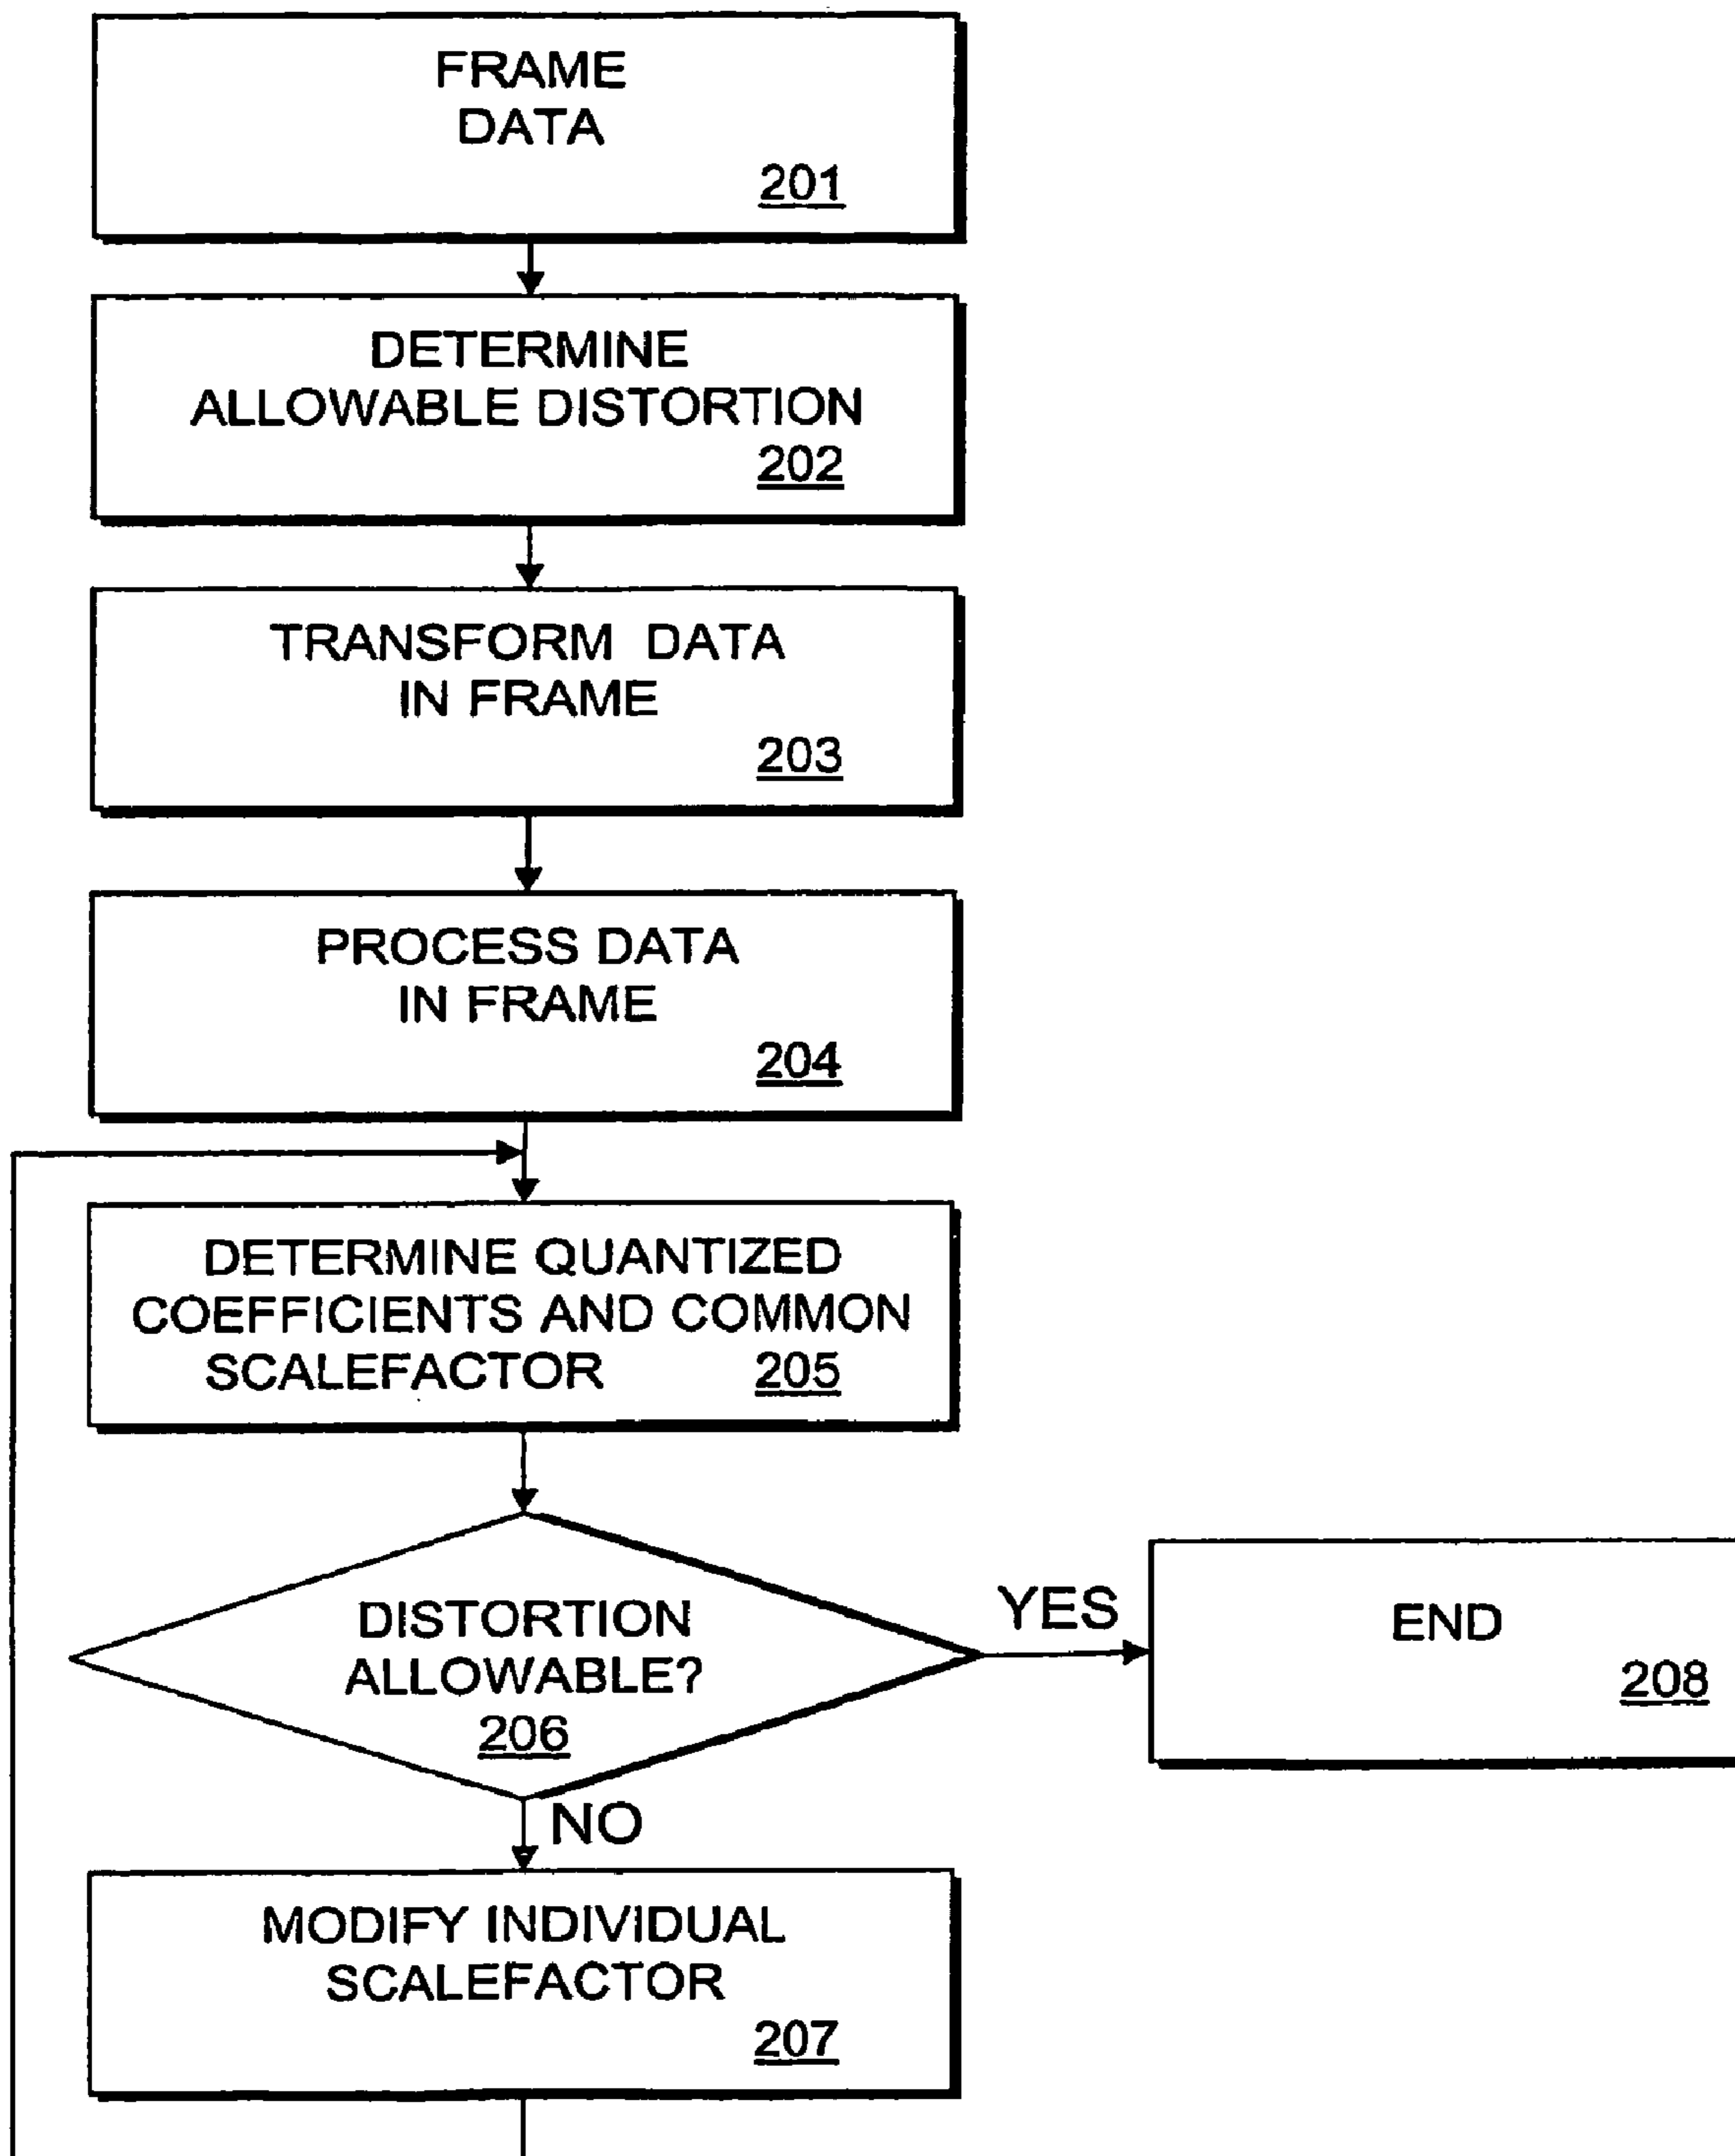 FRAME
DATA
201
DETERMINE
ALLOWABLE DISTORTION
202
TRANSFORM DATA
IN FRAME
203
PROCESS DATA
IN FRAME
204
DETERMINE QUANTIZED
COEFFICIENTS AND COMMON
SCALEFACTOR 205
DISTORTION
ALLOWABLE?
206
YES
END
208
NO
MODIFY INDIVIDUAL
SCALEFACTOR
207